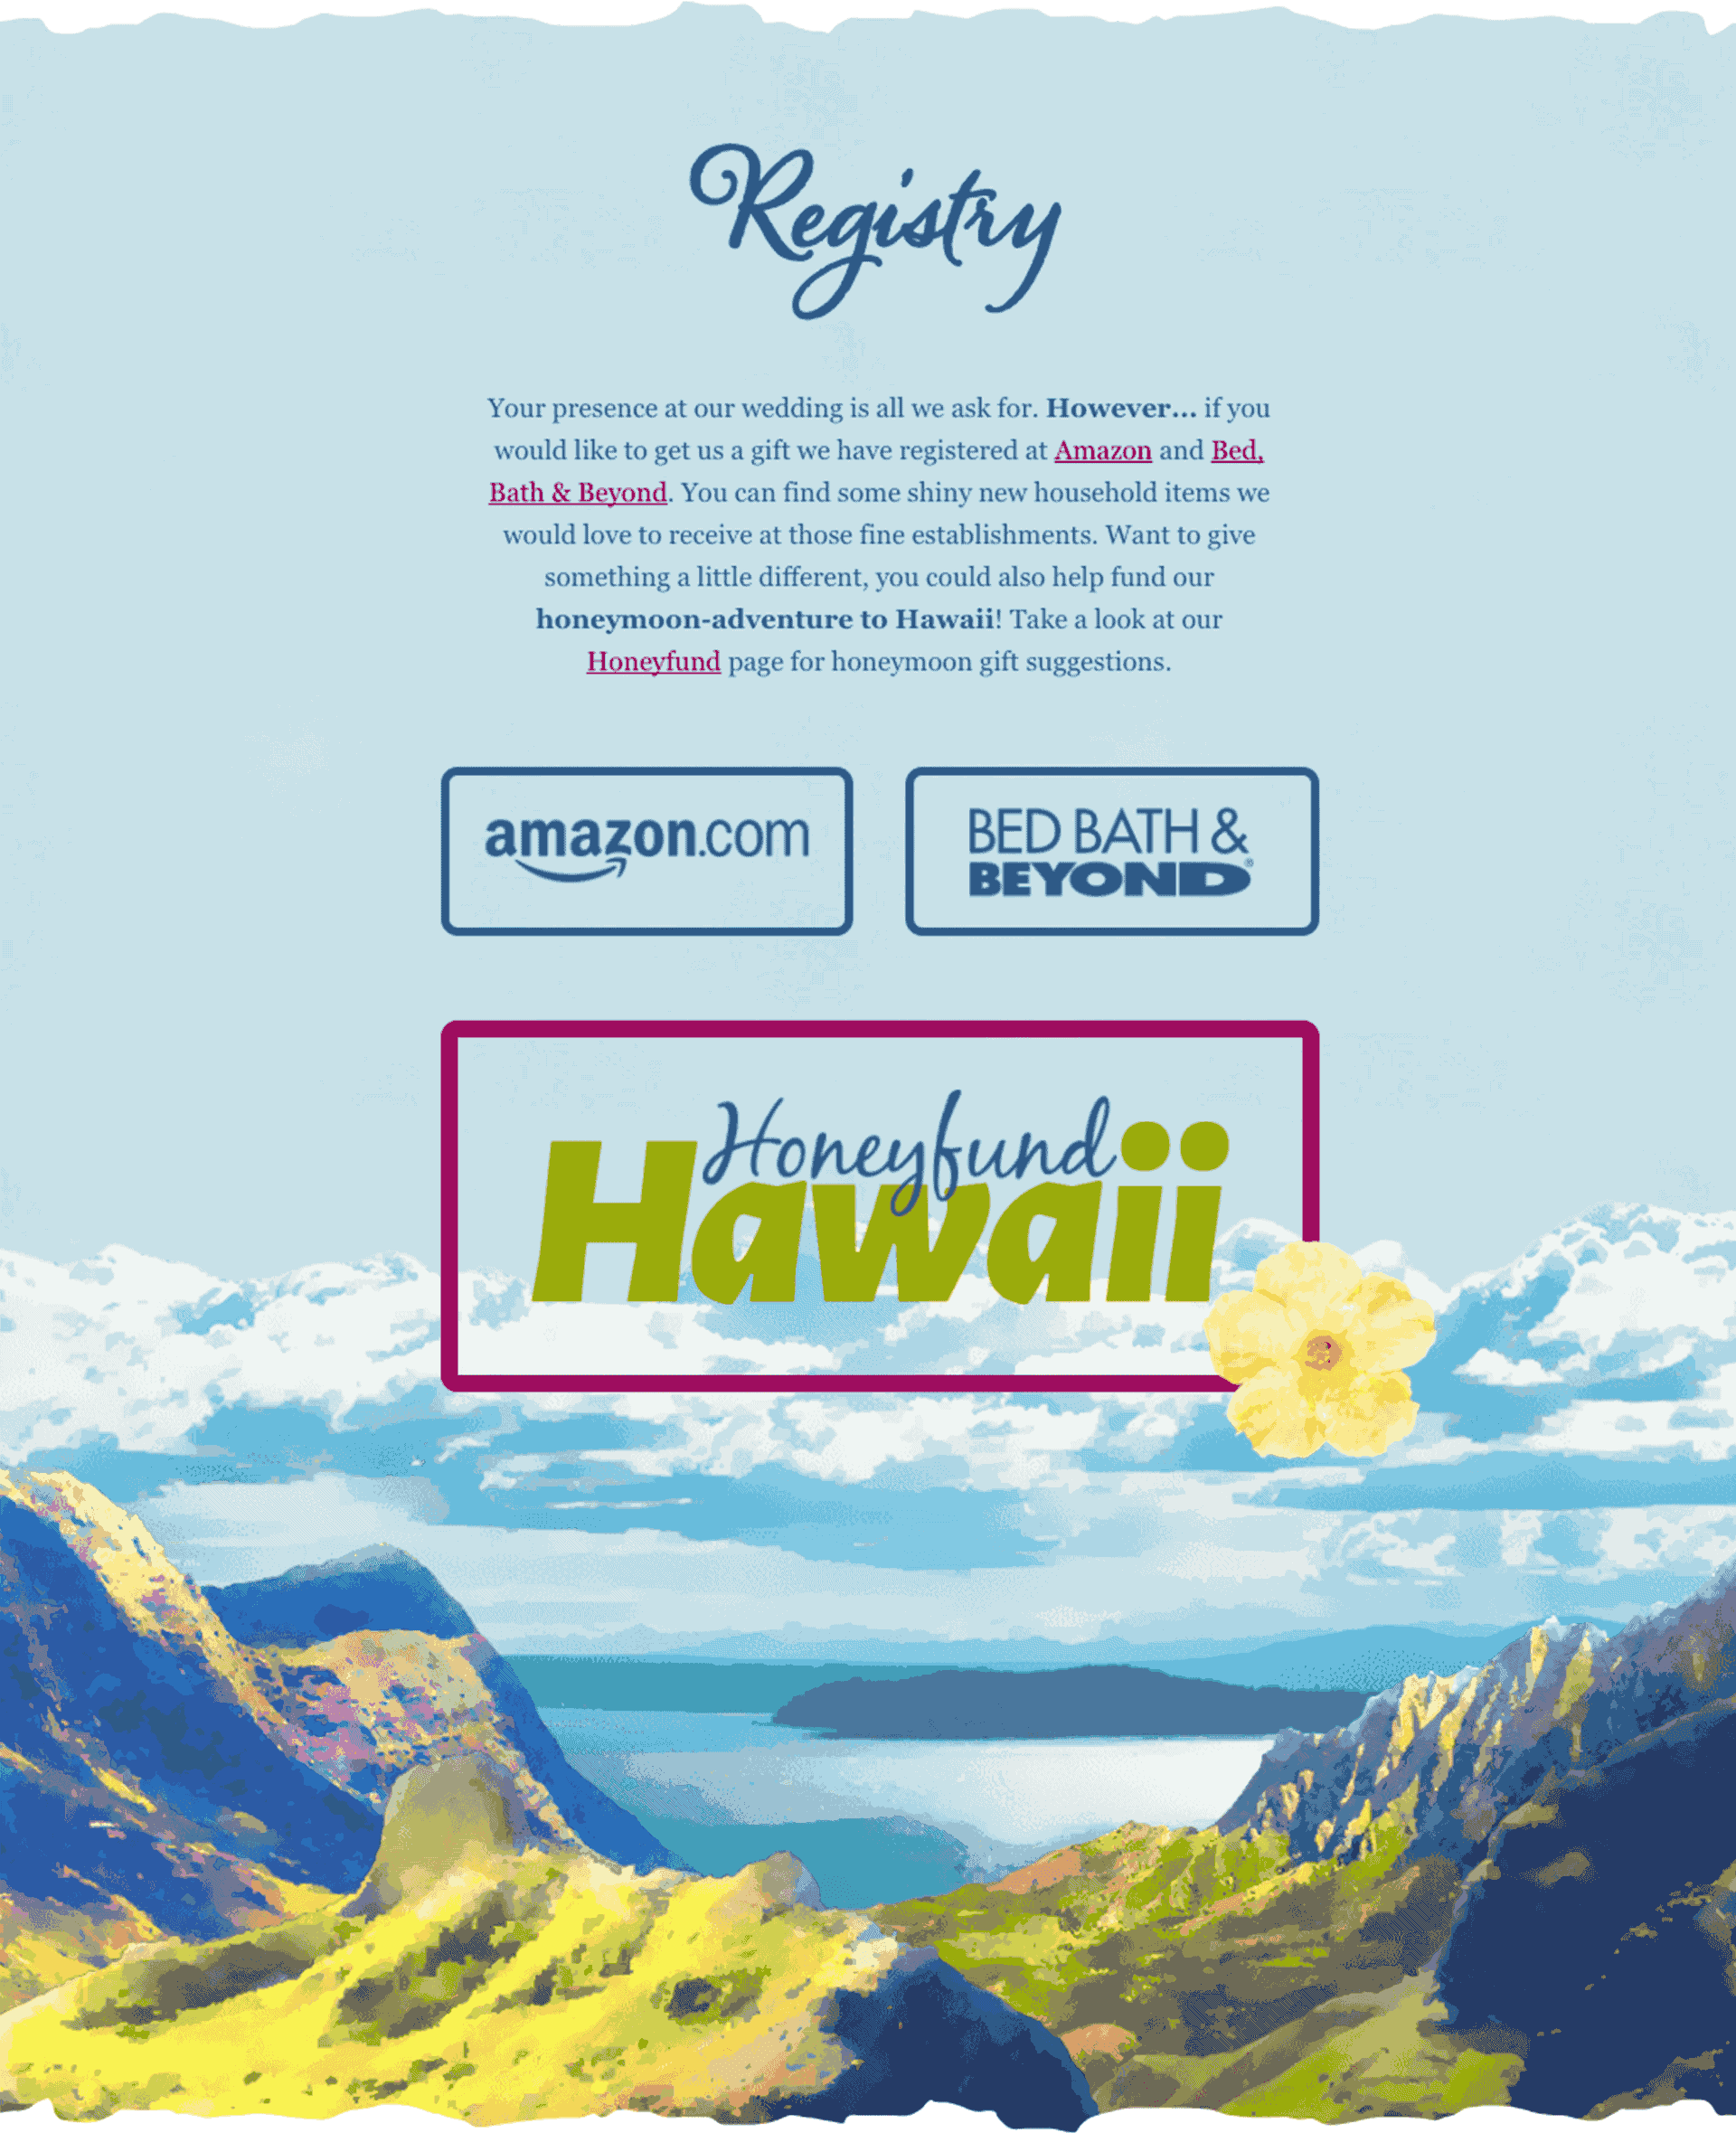 Registry
Your presence at our wedding is all we ask for. However... if you
would like to get us a gift we have registered at Amazon and Bed,
Bath & Beyond. You can find some shiny new household items we
would love to receive at those fine establishments. Want to give
something a little different, you could also help fund our
honeymoon-adventure to Hawaii! Take a look at our
Honeyfund page for honeymoon gift suggestions.
amazon.com
BED BATH &
BEYOND®
Honeyfund
Hawaii